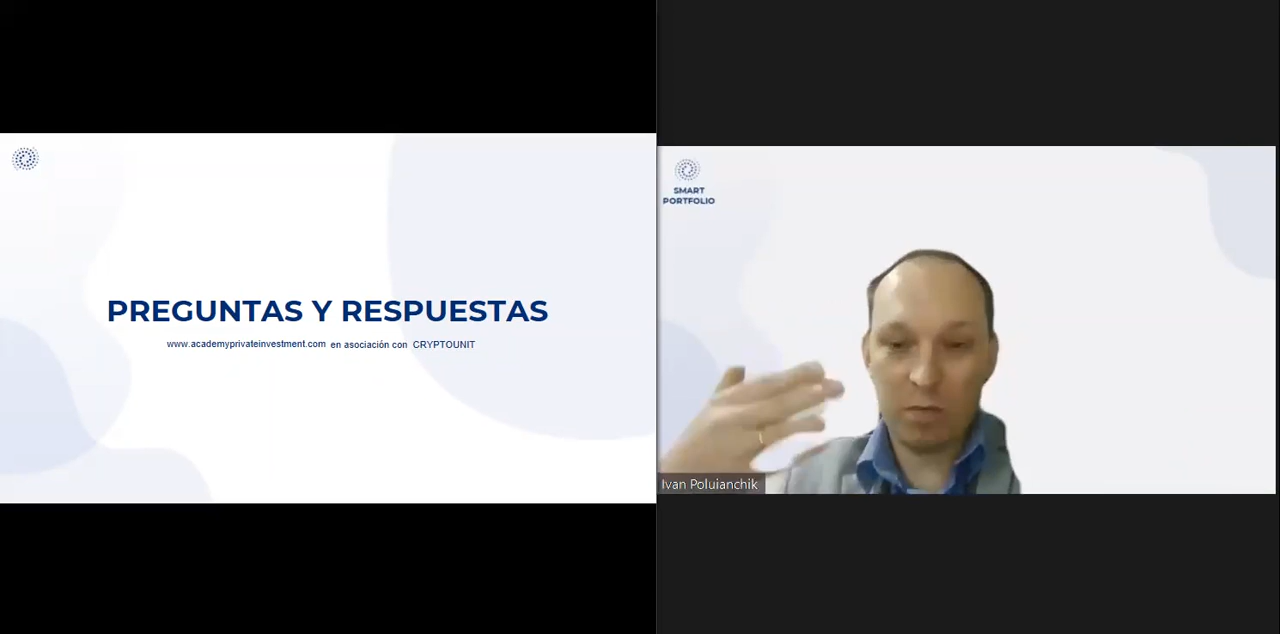 PREGUNTAS Y RESPUESTAS
www.academyprivateinvestment.com en asociación con CRYPTOUNIT
SMART
PORTFOLIO
Ivan Poluianchik